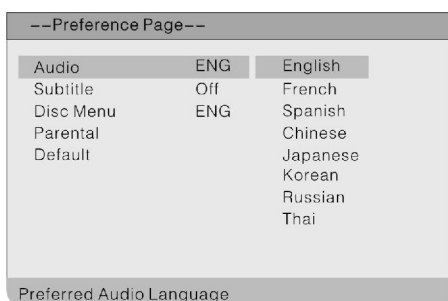 --Preference Page--
Audio ENG English
Subtitle Off French
Disc Menu ENG Spanish
Parental Chinese
Default Japanese
Korean
Russian
Thai
Preferred Audio Language